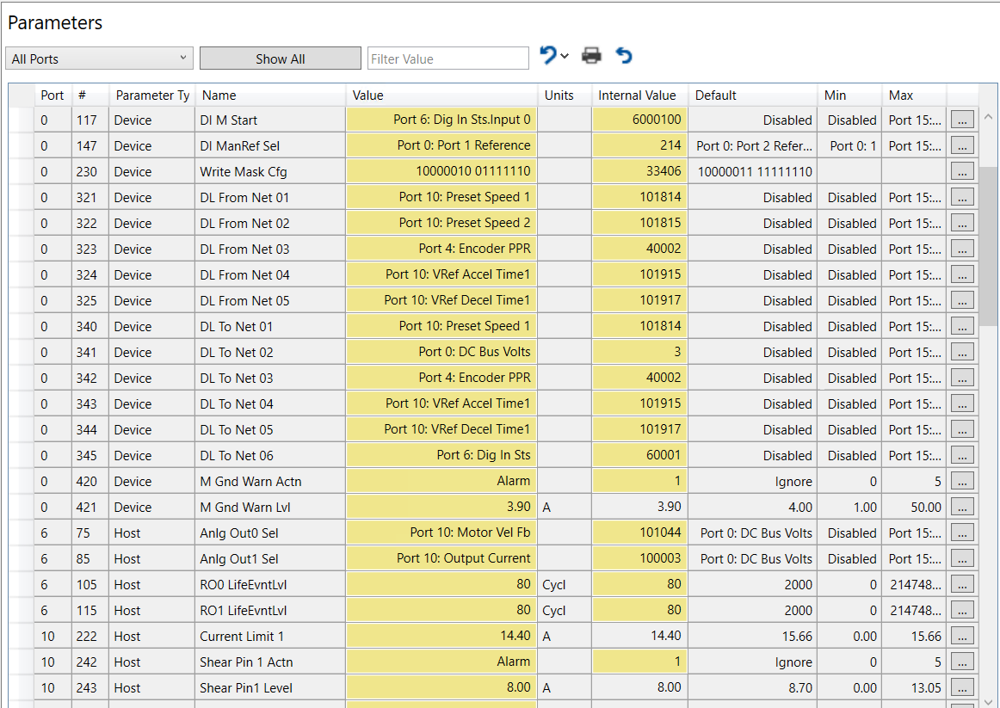 Parameters
All Ports Show All Filter Value
Port # Parameter Ty Name Value Units Internal Value Default Min Max
0 117 Device DI M Start Port 6: Dig In Sts.Input 0 6000100 Disabled Disabled Port 15:... ...
0 147 Device DI ManRef Sel Port 0: Port 1 Reference 214 Port 0: Port 2 Refer... Port 0: 1 Port 15:... ...
0 230 Device Write Mask Cfg 10000010 01111110 33406 10000011 11111110 ...
0 321 Device DL From Net 01 Port 10: Preset Speed 1 101814 Disabled Disabled Port 15:... ...
0 322 Device DL From Net 02 Port 10: Preset Speed 2 101815 Disabled Disabled Port 15:... ...
0 323 Device DL From Net 03 Port 4: Encoder PPR 40002 Disabled Disabled Port 15:... ...
0 324 Device DL From Net 04 Port 10: VRef Accel Time1 101915 Disabled Disabled Port 15:... ...
0 325 Device DL From Net 05 Port 10: VRef Decel Time1 101917 Disabled Disabled Port 15:... ...
0 340 Device DL To Net 01 Port 10: Preset Speed 1 101814 Disabled Disabled Port 15:... ...
0 341 Device DL To Net 02 Port 0: DC Bus Volts 3 Disabled Disabled Port 15:... ...
0 342 Device DL To Net 03 Port 4: Encoder PPR 40002 Disabled Disabled Port 15:... ...
0 343 Device DL To Net 04 Port 10: VRef Accel Time1 101915 Disabled Disabled Port 15:... ...
0 344 Device DL To Net 05 Port 10: VRef Decel Time1 101917 Disabled Disabled Port 15:... ...
0 345 Device DL To Net 06 Port 6: Dig In Sts 60001 Disabled Disabled Port 15:... ...
0 420 Device M Gnd Warn Actn Alarm 1 Ignore 0 5 ...
0 421 Device M Gnd Warn Lvl 3.90 A 3.90 4.00 1.00 50.00 ...
6 75 Host Anlg Out0 Sel Port 10: Motor Vel Fb 101044 Port 0: DC Bus Volts Disabled Port 15:... ...
6 85 Host Anlg Out1 Sel Port 10: Output Current 100003 Port 0: DC Bus Volts Disabled Port 15:... ...
6 105 Host RO0 LifeEvntLvl 80 Cycl 80 2000 0 214748... ...
6 115 Host RO1 LifeEvntLvl 80 Cycl 80 2000 0 214748... ...
10 222 Host Current Limit 1 14.40 A 14.40 15.66 0.00 15.66 ...
10 242 Host Shear Pin 1 Actn Alarm 1 Ignore 0 5 ...
10 243 Host Shear Pin1 Level 8.00 A 8.00 8.70 0.00 13.05 ...